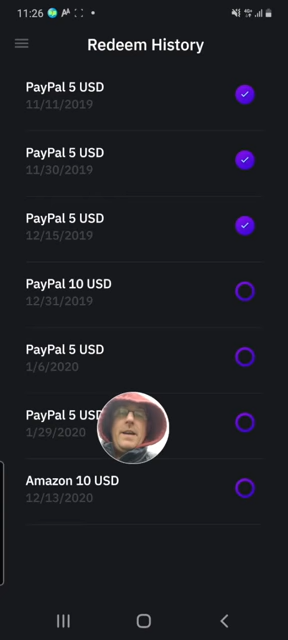 11:26
Redeem History
PayPal 5 USD
11/11/2019
PayPal 5 USD
11/30/2019
PayPal 5 USD
12/15/2019
PayPal 10 USD
12/31/2019
PayPal 5 USD
1/6/2020
PayPal 5 USD
1/29/2020
Amazon 10 USD
12/13/2020